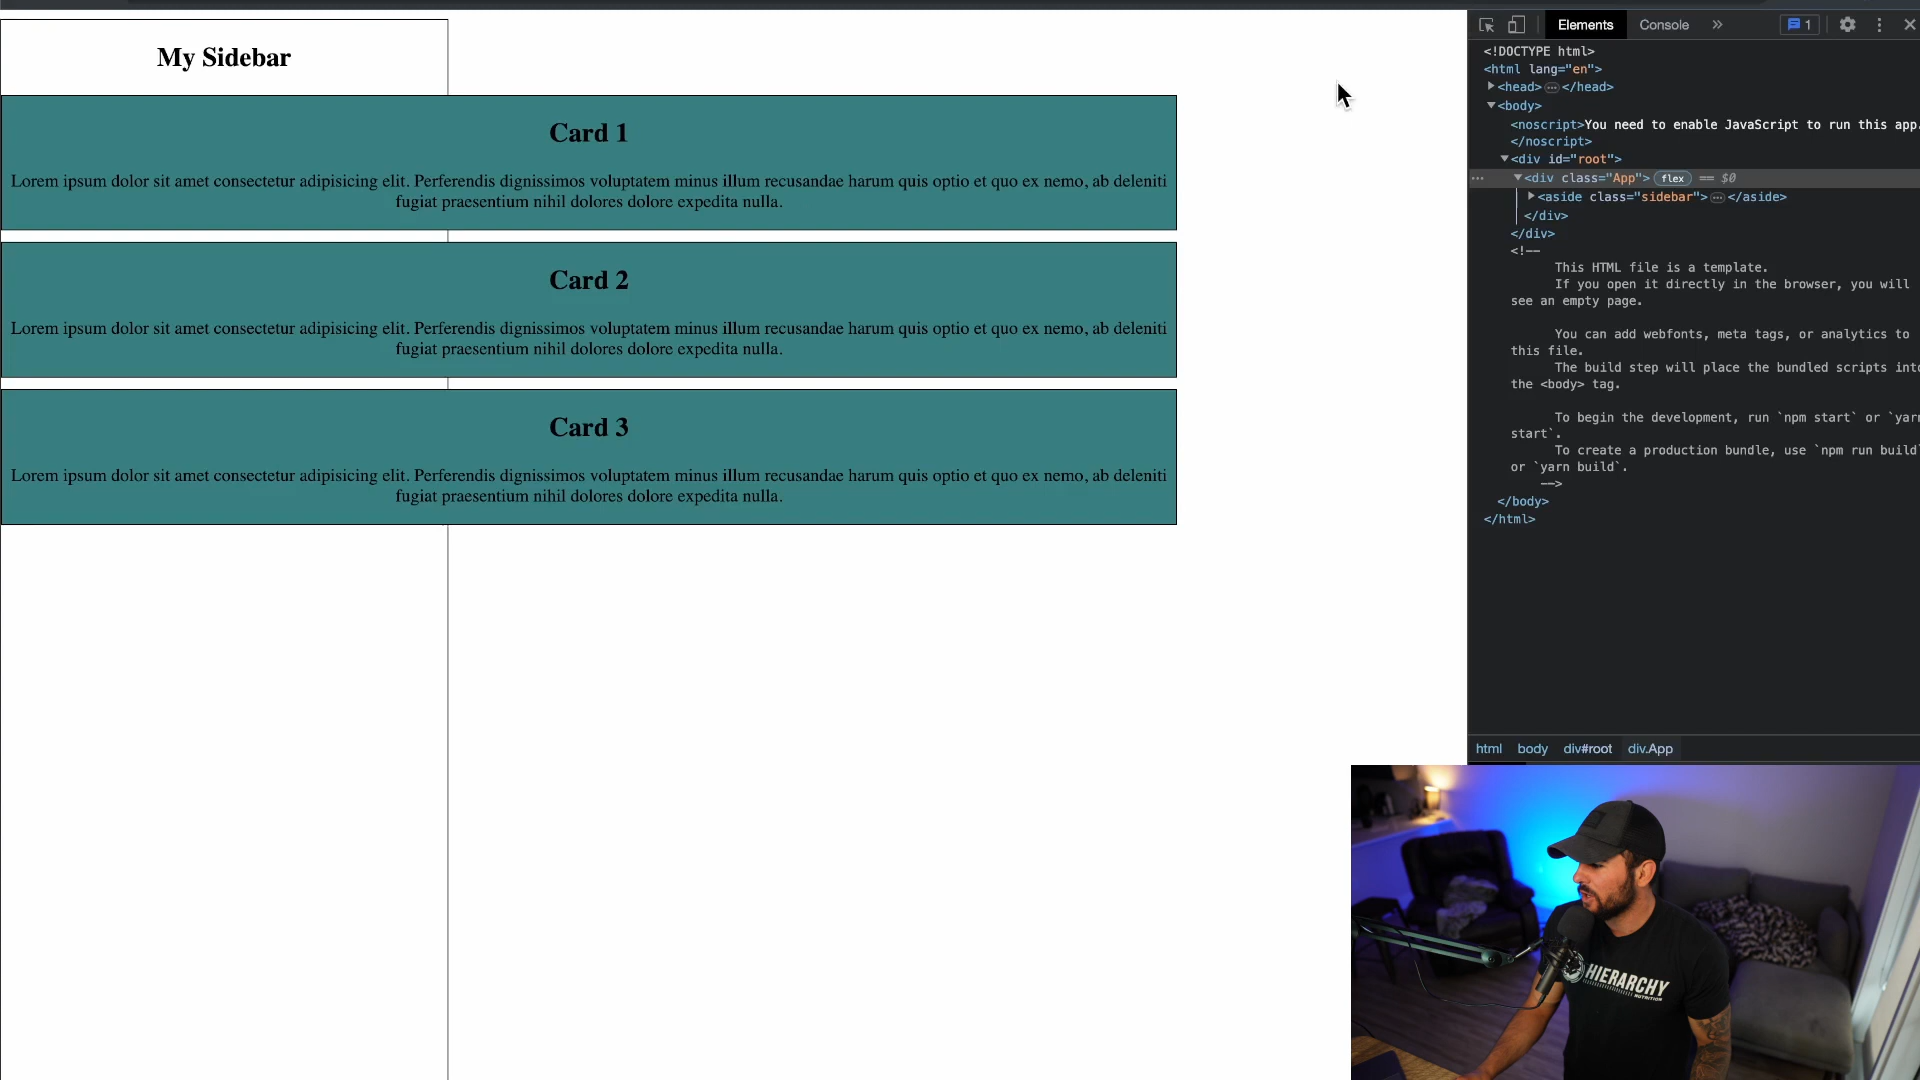 My Sidebar
Card 1
Lorem ipsum dolor sit amet consectetur adipisicing elit. Perferendis dignissimos voluptatem minus illum recusandae harum quis optio et quo ex nemo, ab deleniti
fugiat praesentium nihil dolores dolore expedita nulla.
Card 2
Lorem ipsum dolor sit amet consectetur adipisicing elit. Perferendis dignissimos voluptatem minus illum recusandae harum quis optio et quo ex nemo, ab deleniti
fugiat praesentium nihil dolores dolore expedita nulla.
Card 3
Lorem ipsum dolor sit amet consectetur adipisicing elit. Perferendis dignissimos voluptatem minus illum recusandae harum quis optio et quo ex nemo, ab deleniti
fugiat praesentium nihil dolores dolore expedita nulla.
Elements Console » 1
<!DOCTYPE html>
<html lang="en">
<head>…</head>
<body>
<noscript>You need to enable JavaScript to run this app.
</noscript>
<div id="root">
<div class="App"> flex == $0
<aside class="sidebar">…</aside>
</div>
</div>
<!--
This HTML file is a template.
If you open it directly in the browser, you will
see an empty page.
You can add webfonts, meta tags, or analytics to
this file.
The build step will place the bundled scripts into
the <body> tag.
To begin the development, run `npm start` or `yarn
start`.
To create a production bundle, use `npm run build`
or `yarn build`.
-->
</body>
</html>
html body div#root div.App
HIERARCHY
NUTRITION